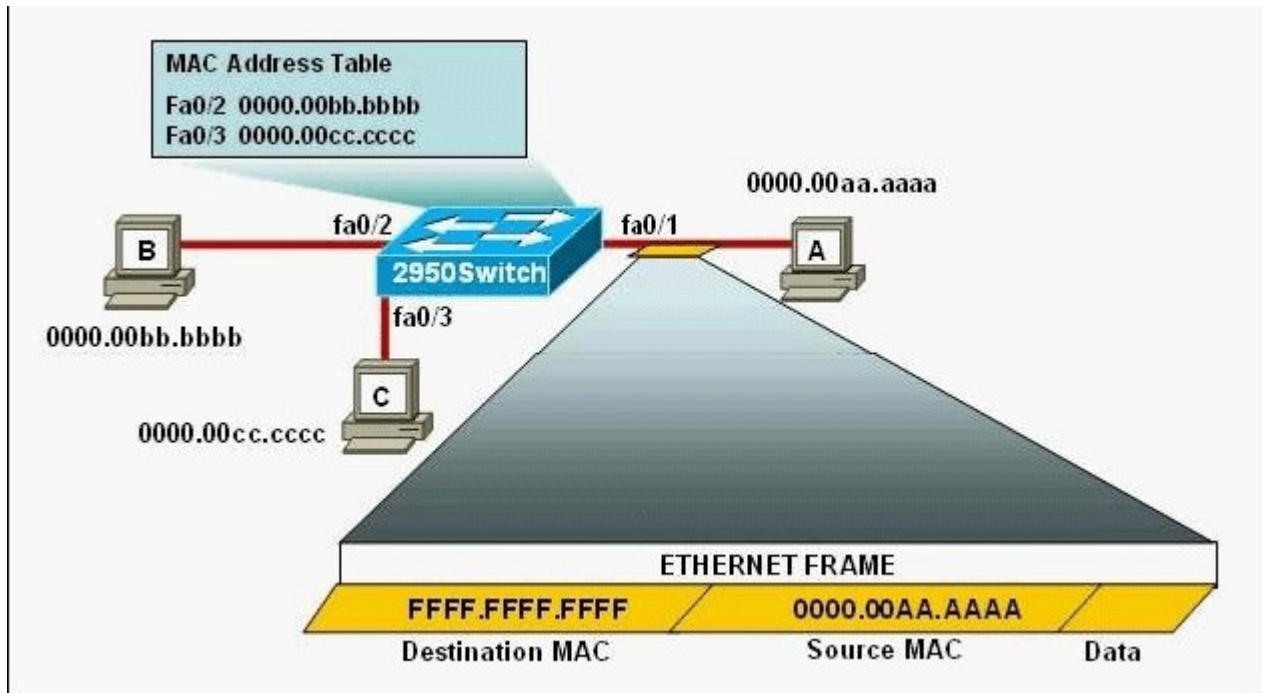 MAC Address Table
Fa0/2 0000.00bb.bbbb
Fa0/3 0000.00cc.cccc
0000.00aa.aaaa
fa0/2
fa0/1
B
A
2950Switch
0000.00bb.bbbb
fa0/3
C
0000.00cc.cccc
ETHERNET FRAME
FFFF.FFFF.FFFF 0000.00AA.AAAA
Destination MAC Source MAC Data